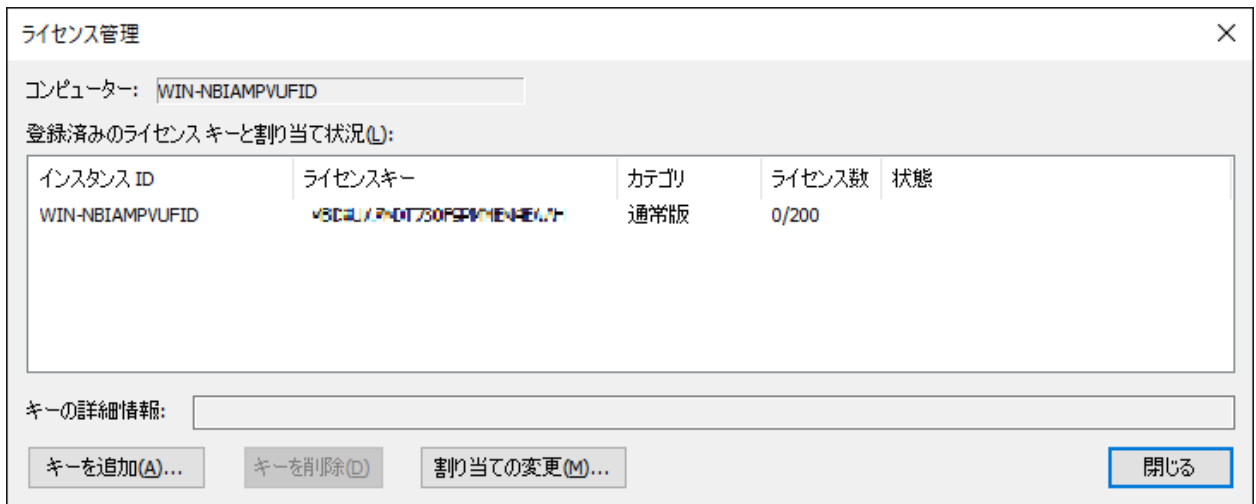 ライセンス管理
コンピューター: WIN-NBIAMPVUFID
登録済みのライセンス キーと割り当て状況(L):
インスタンス ID ライセンスキー カテゴリ ライセンス数 状態
WIN-NBIAMPVUFID 通常版 0/200
キーの詳細情報:
キーを追加(A)... キーを削除(D) 割り当ての変更(M)... 閉じる